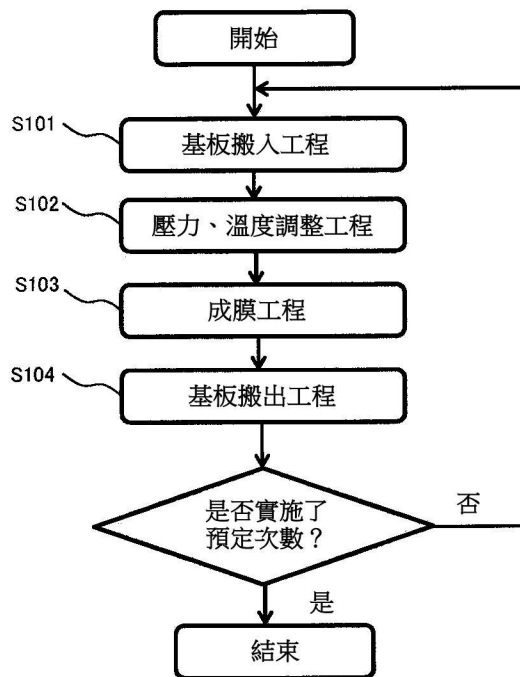 開始
S101
基板搬入工程
S102
壓力、溫度調整工程
S103
成膜工程
S104
基板搬出工程
是否實施了
預定次數？
否
是
結束